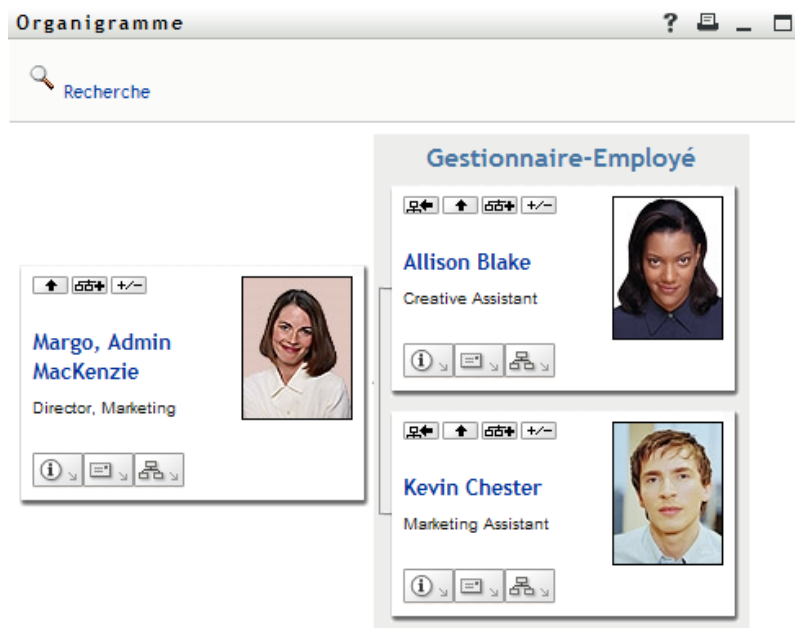 Organigramme
Recherche
Gestionnaire-Employé
Allison Blake
Creative Assistant
Margo, Admin
MacKenzie
Director, Marketing
Kevin Chester
Marketing Assistant